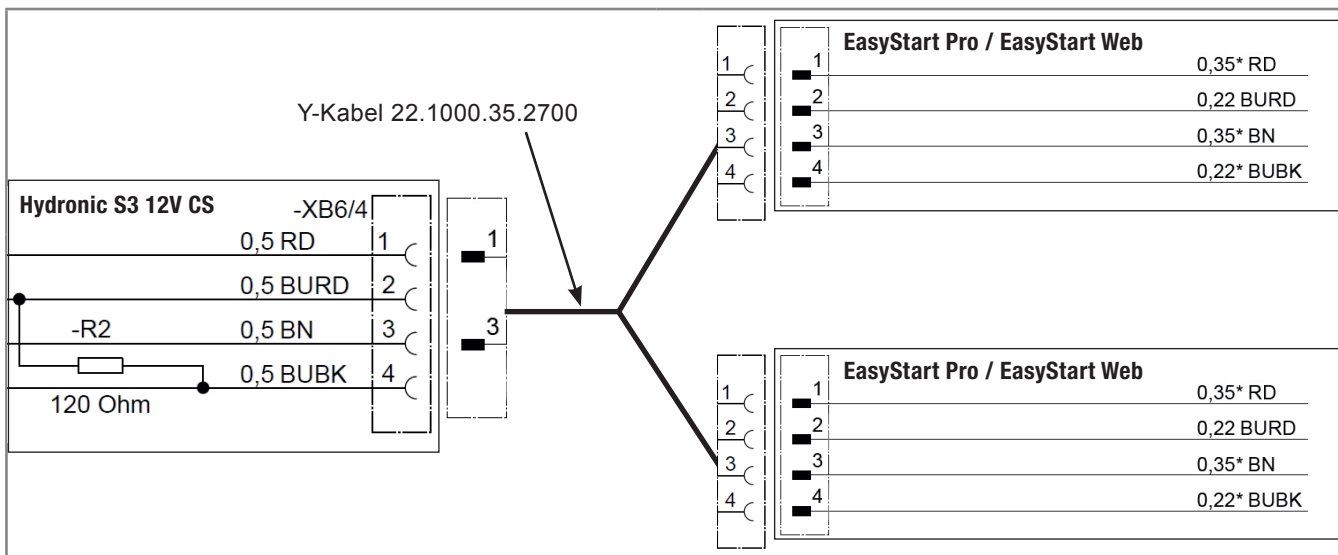 EasyStart Pro / EasyStart Web
1 1 0,35* RD
2 2 0,22 BURD
3 3 0,35* BN
4 4 0,22* BUBK
Y-Kabel 22.1000.35.2700
Hydronic S3 12V CS -XB6/4
0,5 RD 1 1
0,5 BURD 2
-R2 0,5 BN 3 3
0,5 BUBK 4
120 Ohm
EasyStart Pro / EasyStart Web
1 1 0,35* RD
2 2 0,22 BURD
3 3 0,35* BN
4 4 0,22* BUBK